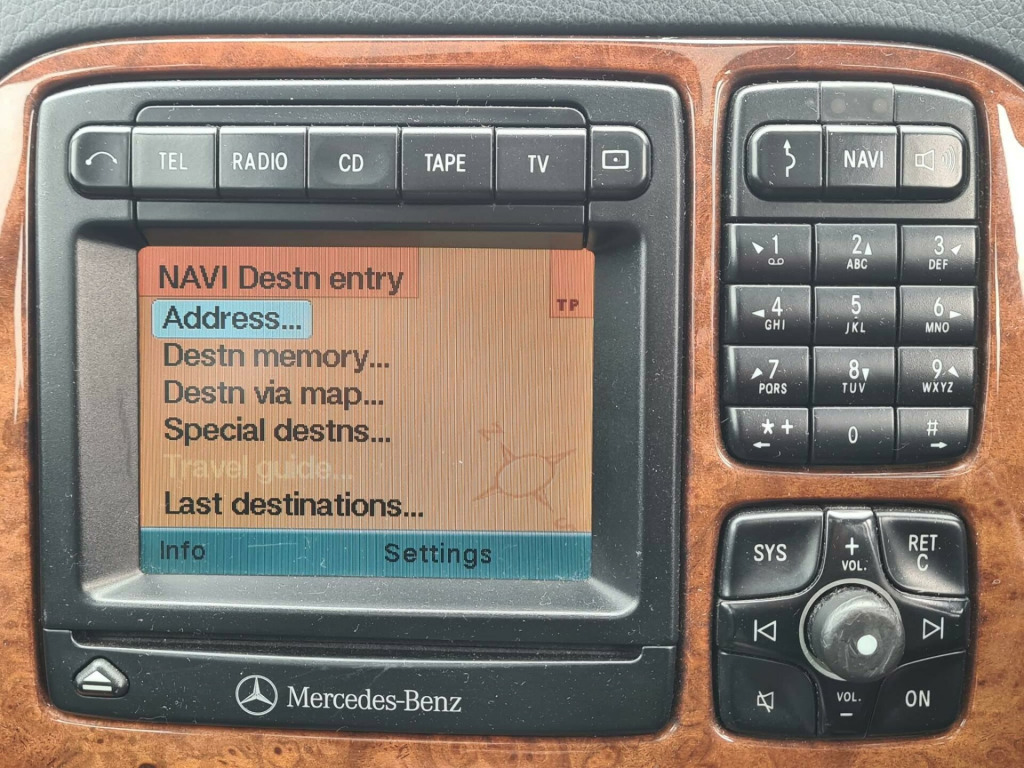 TEL RADIO CD TAPE TV
NAVI
NAVI Destn entry
TP
Address...
Destn memory...
Destn via map...
Special destns...
Travel guide...
Last destinations...
Info Settings
N
S
Mercedes-Benz
1 2 ABC 3 DEF
4 GHI 5 JKL 6 MNO
7 PQRS 8 TUV 9 WXYZ
* + 0 #
SYS + VOL. RET C
VOL. – ON